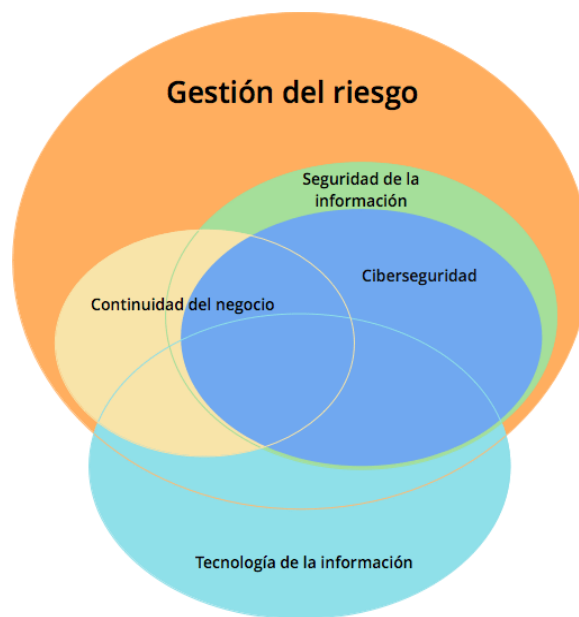 Gestión del riesgo
Seguridad de la
información
Ciberseguridad
Continuidad del negocio
Tecnología de la información